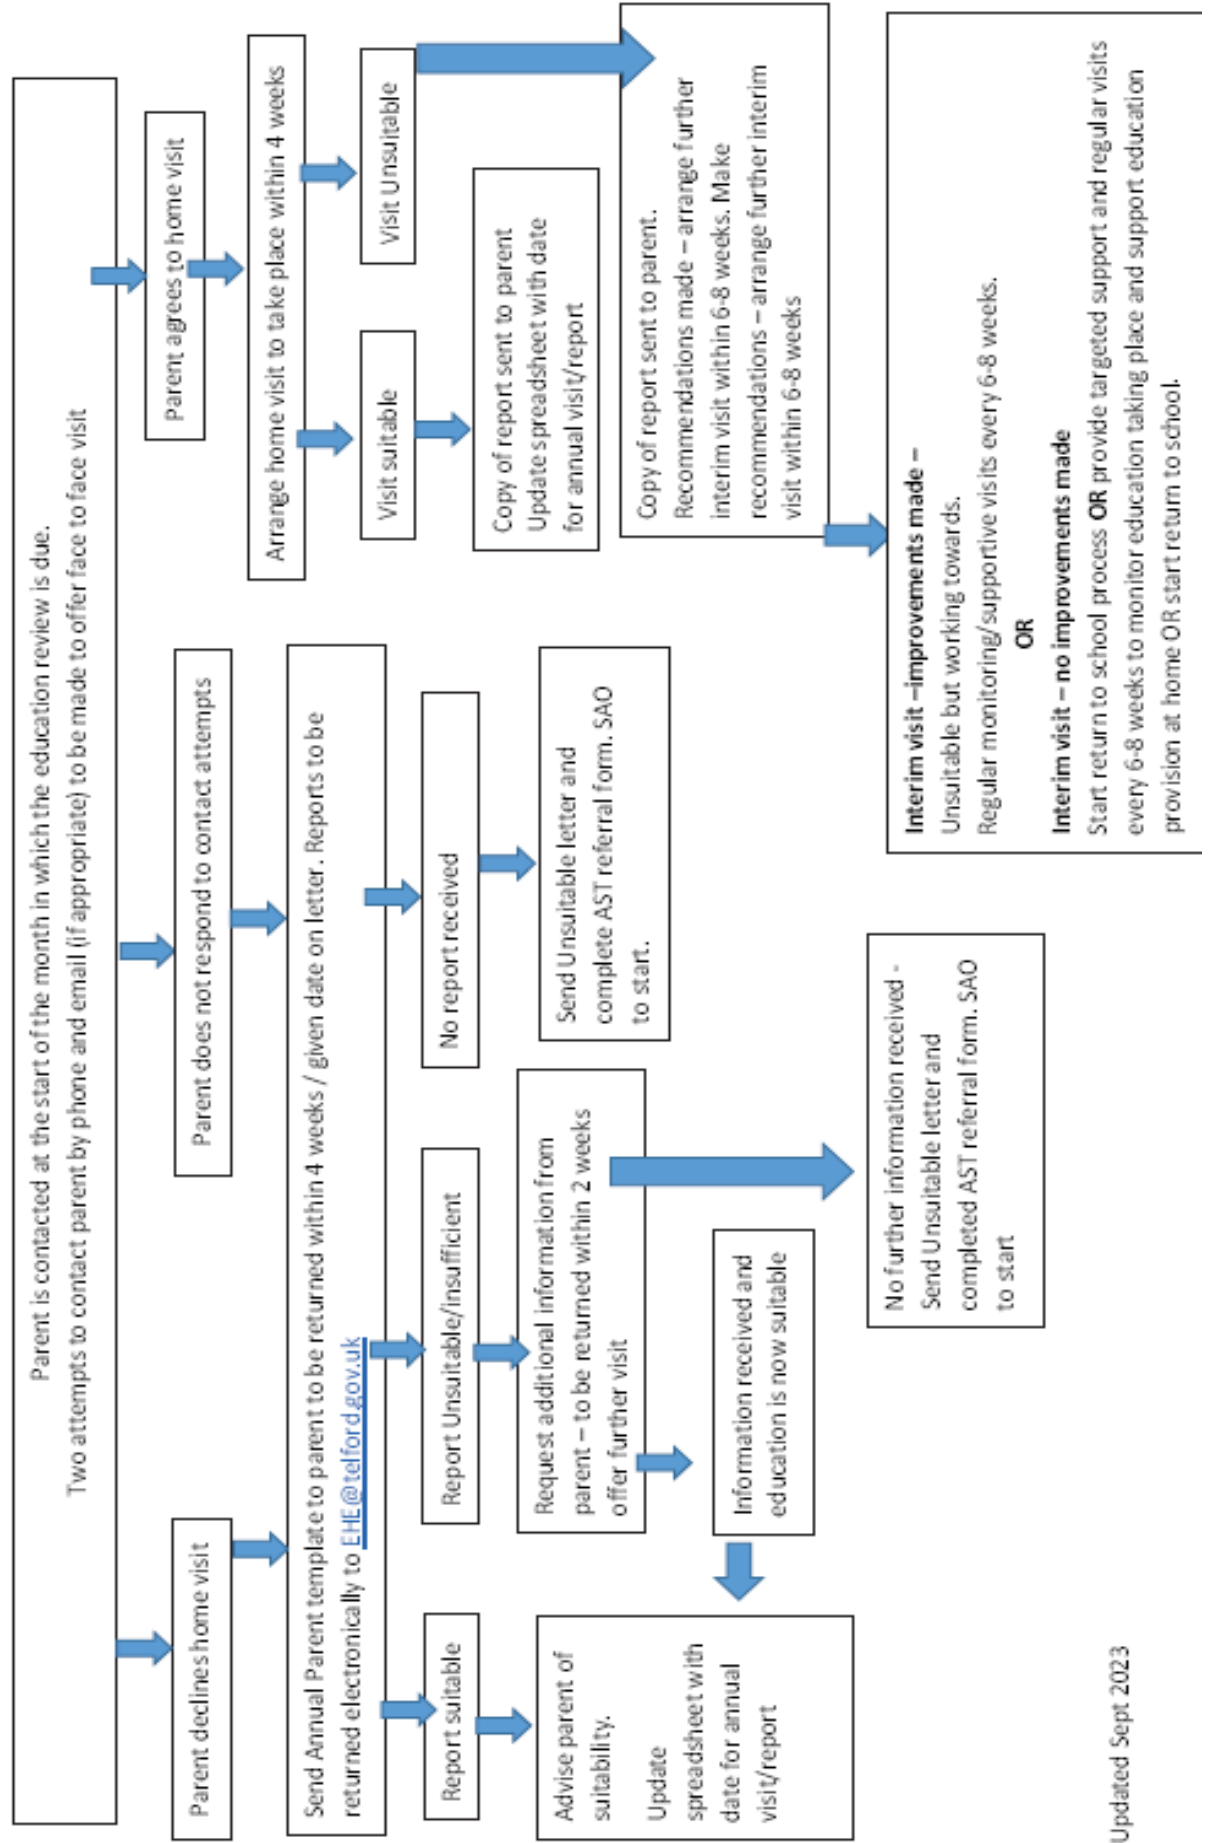 Parent is contacted at the start of the month in which the education review is due.
Two attempts to contact parent by phone and email (if appropriate) to be made to offer face to face visit
Parent declines home visit
Parent does not respond to contact attempts
Parent agrees to home visit
Send Annual Parent template to parent to be returned within 4 weeks / given date on letter. Reports to be
returned electronically to EHE@telford.gov.uk
Arrange home visit to take place within 4 weeks
Report suitable
Report Unsuitable/insufficient
No report received
Visit suitable
Visit Unsuitable
Advise parent of
suitability.
Update
spreadsheet with
date for annual
visit/report
Request additional information from
parent – to be returned within 2 weeks
offer further visit
Send Unsuitable letter and
complete AST referral form. SAO
to start.
Copy of report sent to parent
Update spreadsheet with date
for annual visit/report
Copy of report sent to parent.
Recommendations made – arrange further
interim visit within 6-8 weeks. Make
recommendations – arrange further interim
visit within 6-8 weeks
Information received and
education is now suitable
No further information received -
Send Unsuitable letter and
completed AST referral form. SAO
to start
Interim visit –improvements made –
Unsuitable but working towards.
Regular monitoring/supportive visits every 6-8 weeks.
OR
Interim visit – no improvements made
Start return to school process OR provide targeted support and regular visits
every 6-8 weeks to monitor education taking place and support education
provision at home OR start return to school.
Updated Sept 2023